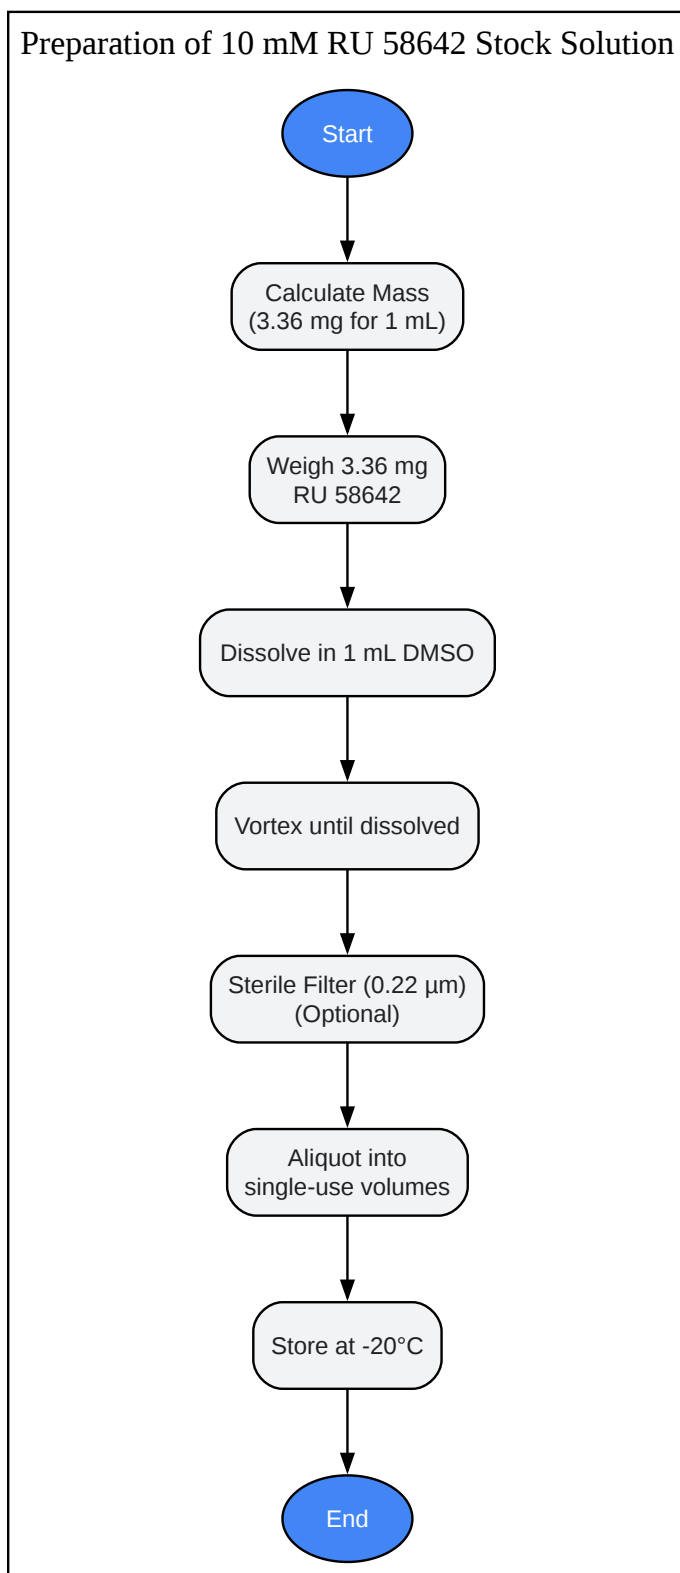 Preparation of 10 mM RU 58642 Stock Solution
Start
Calculate Mass
(3.36 mg for 1 mL)
Weigh 3.36 mg
RU 58642
Dissolve in 1 mL DMSO
Vortex until dissolved
Sterile Filter (0.22 µm)
(Optional)
Aliquot into
single-use volumes
Store at -20°C
End